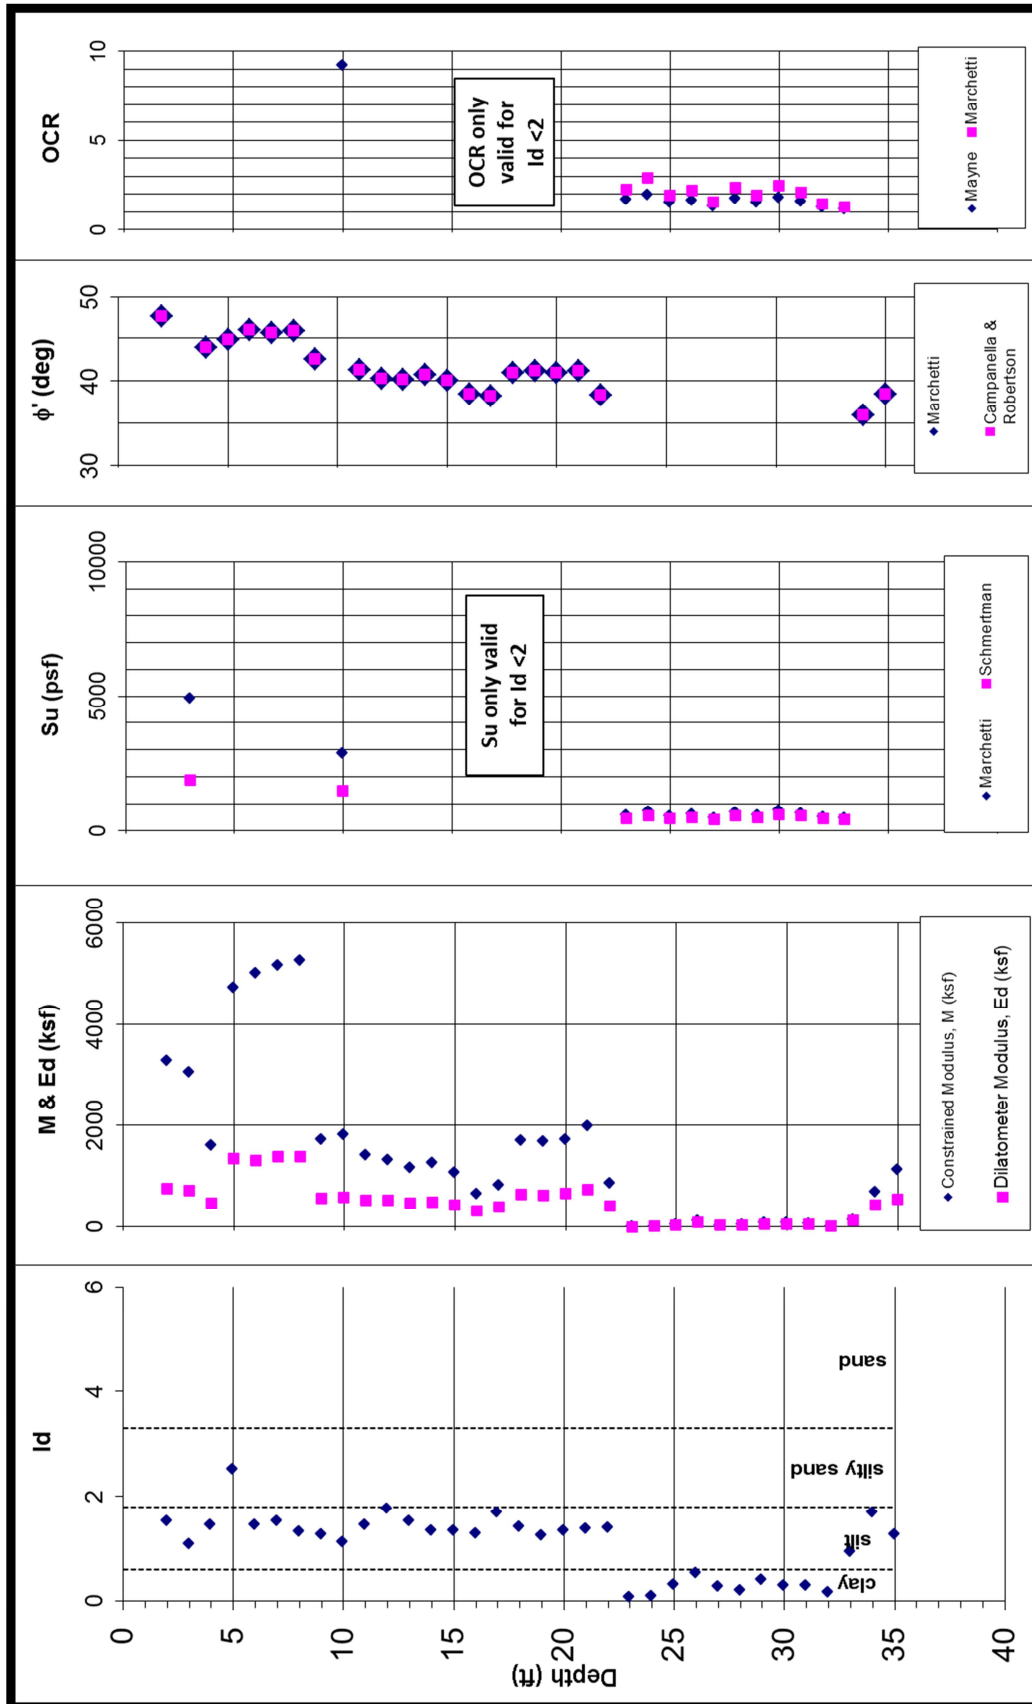 Id
0
2
4
6
clay
silt
silty sand
sand
Depth (ft)
0
5
10
15
20
25
30
35
40
M & Ed (ksf)
0
2000
4000
6000
Constrained Modulus, M (ksf)
Dilatometer Modulus, Ed (ksf)
Su (psf)
0
5000
10000
Su only valid
for Id <2
Marchetti
Schmertman
ϕ' (deg)
30
40
50
Marchetti
Campanella &
Robertson
OCR
0
5
10
OCR only
valid for
Id <2
Mayne
Marchetti